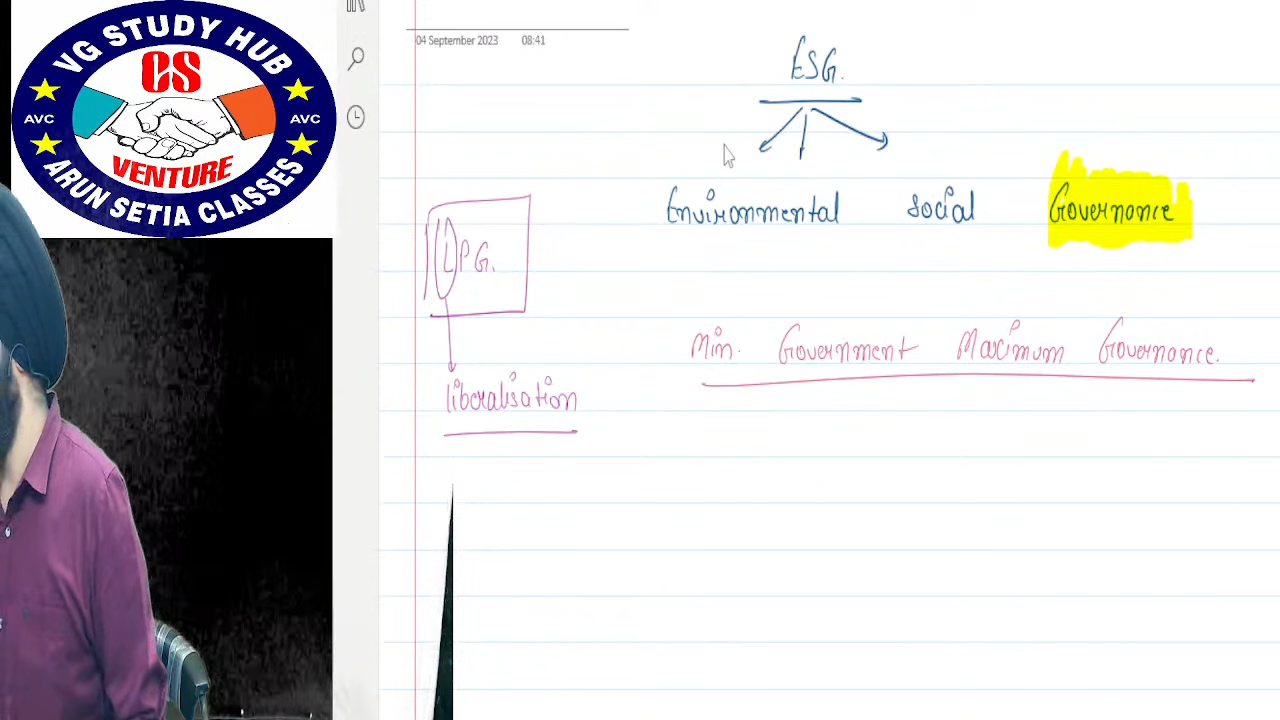 VG STUDY HUB
CS
AVC
AVC
VENTURE
ARUN SETIA CLASSES
04 September 2023 08:41
ESG.
Environmental Social Governance
LPG.
Min. Government Maximum Governance.
liberalisation